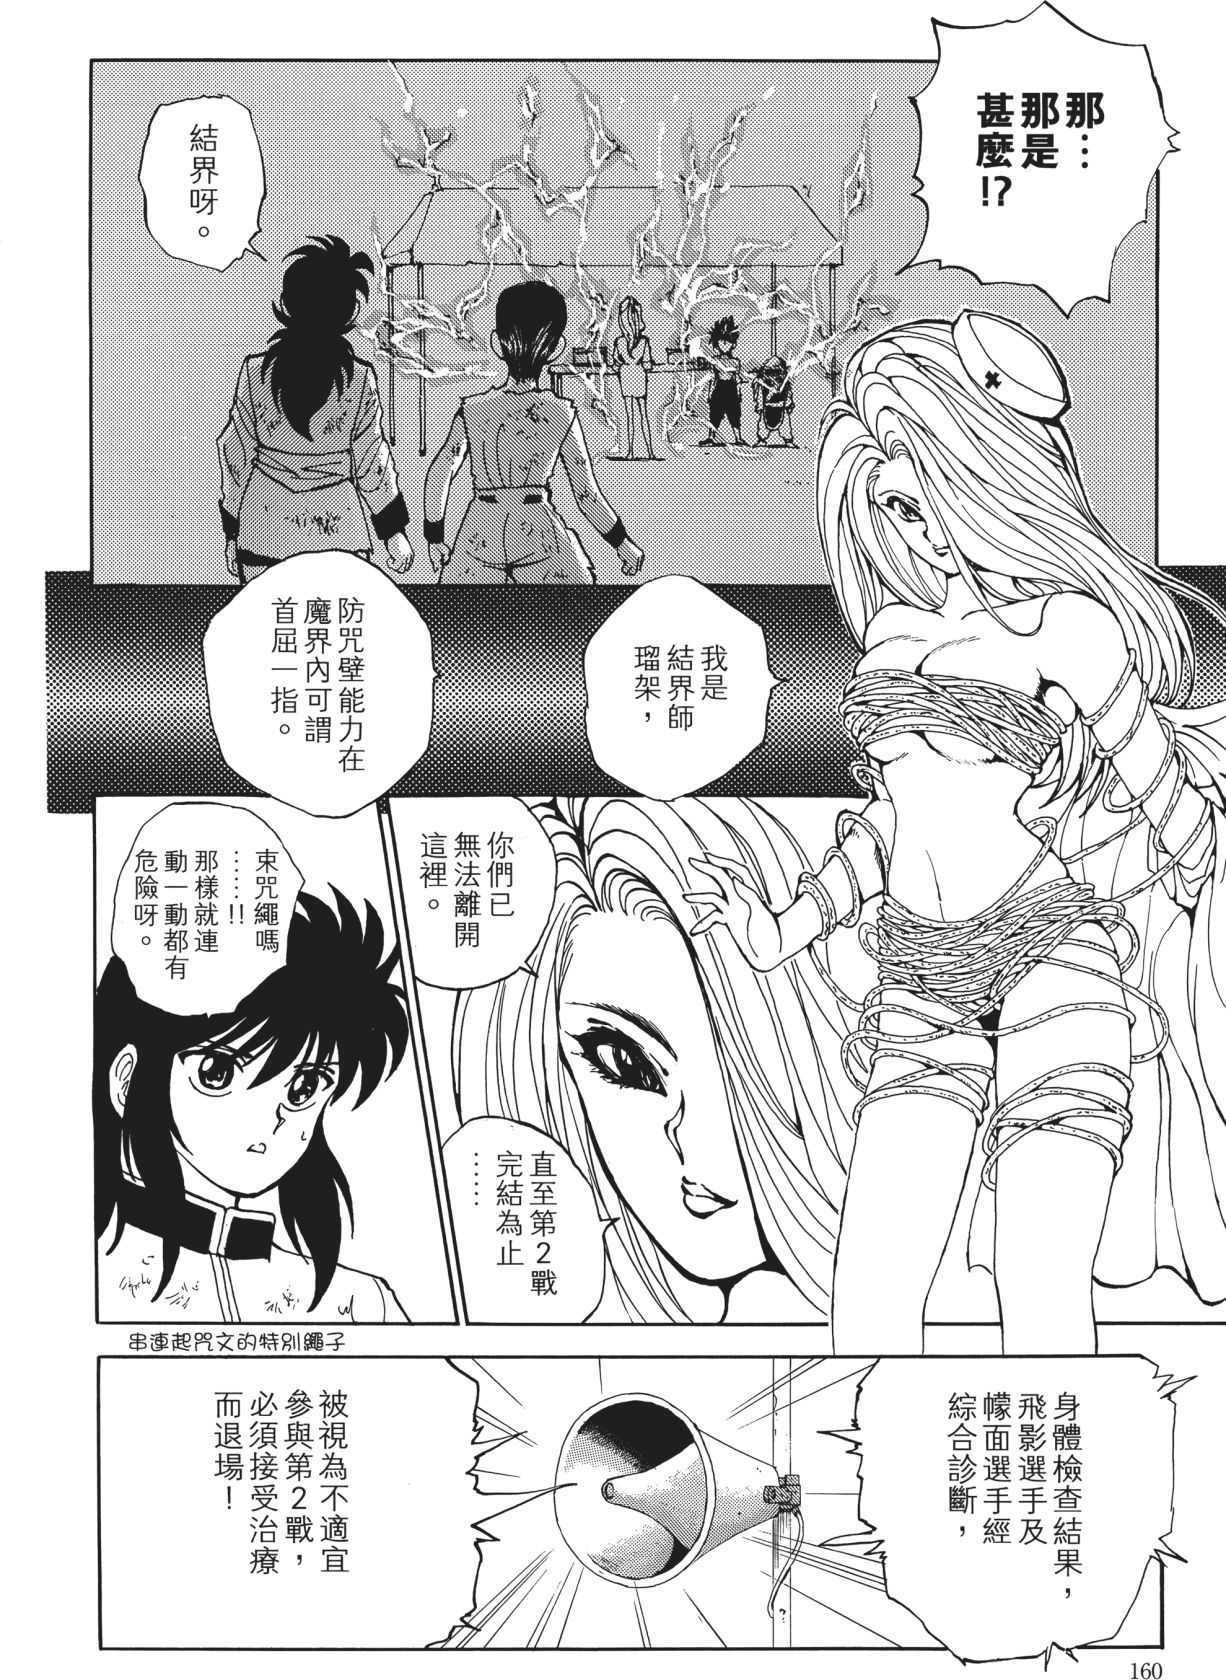 那…
那是
甚麼!?
結界呀。
我是
結界師
瑠架，
防咒壁能力在
魔界內可謂
首屈一指。
你們已
無法離開
這裡。
直至第2戰
完結為止
……
束咒繩嗎
……!!
那樣就連
動一動都有
危險呀。
串連起咒文的特別繩子
身體檢查結果，
飛影選手及
幪面選手經
綜合診斷，
被視為不適宜
參與第2戰，
必須接受治療
而退場！
160